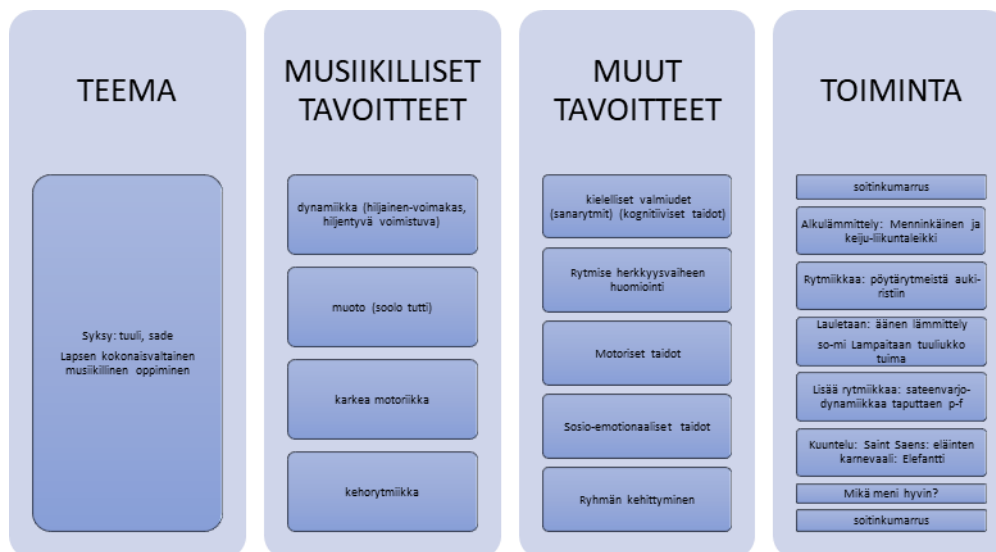 TEEMA
Syksy: tuuli, sade
Lapsen kokonaisvaltainen
musiikillinen oppiminen
MUSIIKILLISET
TAVOITTEET
dynamiikka (hiljainen-voimakas,
hiljentyvä voimistuva)
muoto (soolo tutti)
karkea motoriikka
kehorytmiikka
MUUT
TAVOITTEET
kielelliset valmiudet
(sanarytmit) (kognitiiviset taidot)
Rytmise herkkyysvaiheen
huomiointi
Motoriset taidot
Sosio-emotionaaliset taidot
Ryhmän kehittyminen
TOIMINTA
soitinkumarrus
Alkulämmittely: Menninkäinen ja
keiju-liikuntaleikki
Rytmiikkaa: pöytärytmeistä auki-
ristiin
Lauletaan: äänen lämmittely
so-mi Lampaitaan tuuliukko
tuima
Lisää rytmiikkaa: sateenvarjo-
dynamiikkaa taputtaen p-f
Kuuntelu: Saint Saens: eläinten
karnevaali: Elefantti
Mikä meni hyvin?
soitinkumarrus